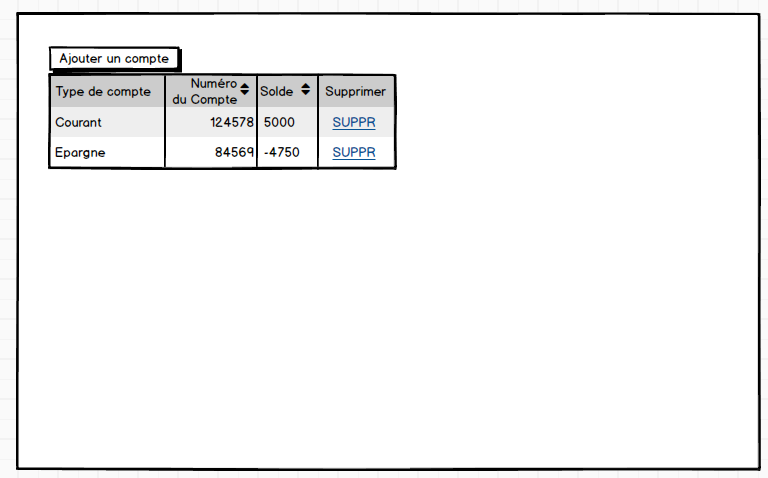 Ajouter un compte
Type de compte Numéro du Compte Solde Supprimer
Courant 124578 5000 SUPPR
Epargne 84569 -4750 SUPPR